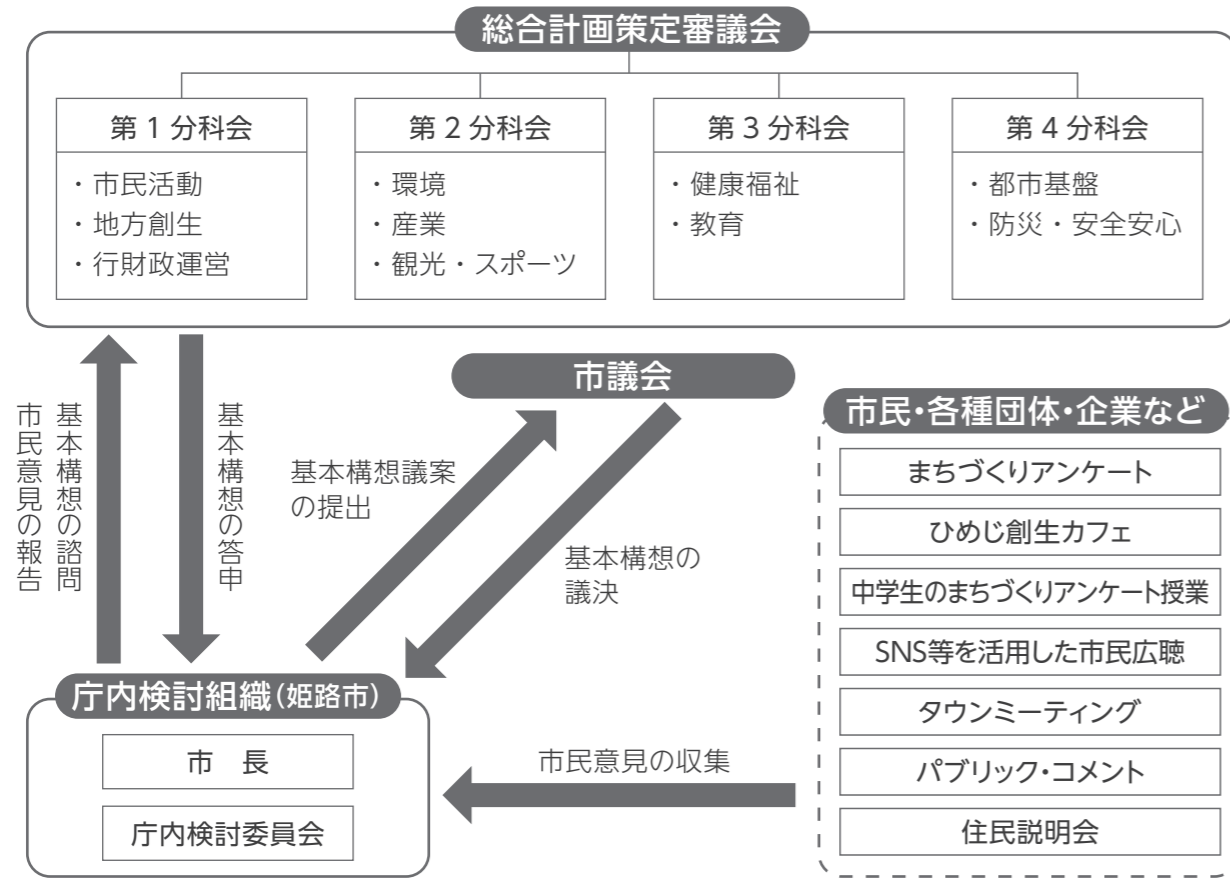 総合計画策定審議会
第1分科会
・市民活動
・地方創生
・行財政運営
第2分科会
・環境
・産業
・観光・スポーツ
第3分科会
・健康福祉
・教育
第4分科会
・都市基盤
・防災・安全安心
基本構想の諮問
市民意見の報告
基本構想の答申
市議会
基本構想議案
の提出
基本構想の
議決
市民・各種団体・企業など
まちづくりアンケート
ひめじ創生カフェ
中学生のまちづくりアンケート授業
SNS等を活用した市民広聴
タウンミーティング
パブリック・コメント
住民説明会
市民意見の収集
庁内検討組織(姫路市)
市　長
庁内検討委員会